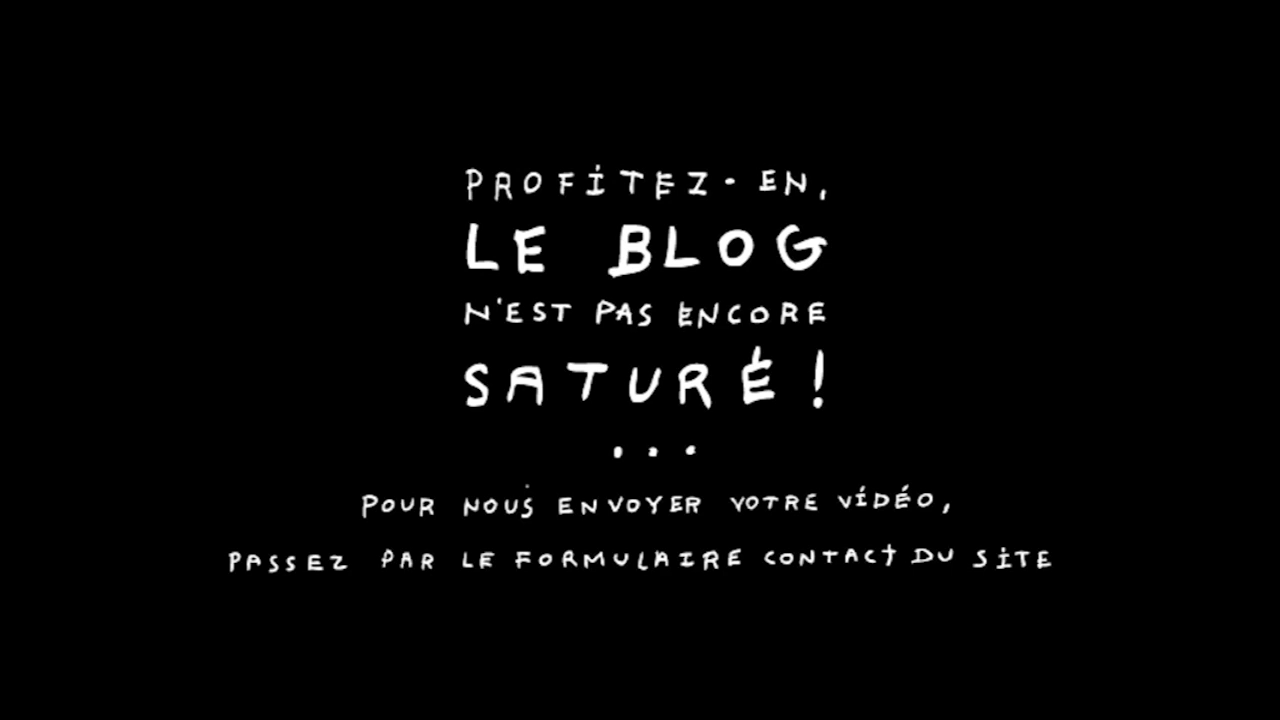 PROFITEZ-EN,
LE BLOG
N'EST PAS ENCORE
SATURÉ !
...
POUR NOUS ENVOYER VOTRE VÍDÉO,
PASSEZ PAR LE FORMULAIRE CONTACT DU SITE